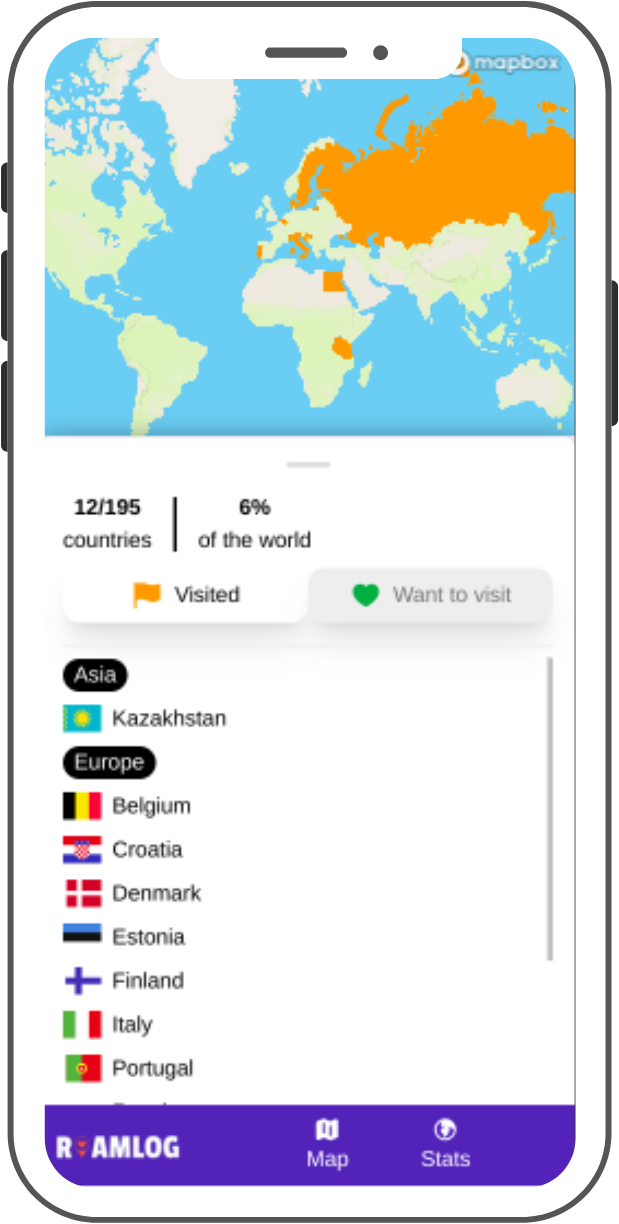 mapbox
12/195
countries
6%
of the world
Visited
Want to visit
Asia
Kazakhstan
Europe
Belgium
Croatia
Denmark
Estonia
Finland
Italy
Portugal
R AMLOG
Map
Stats